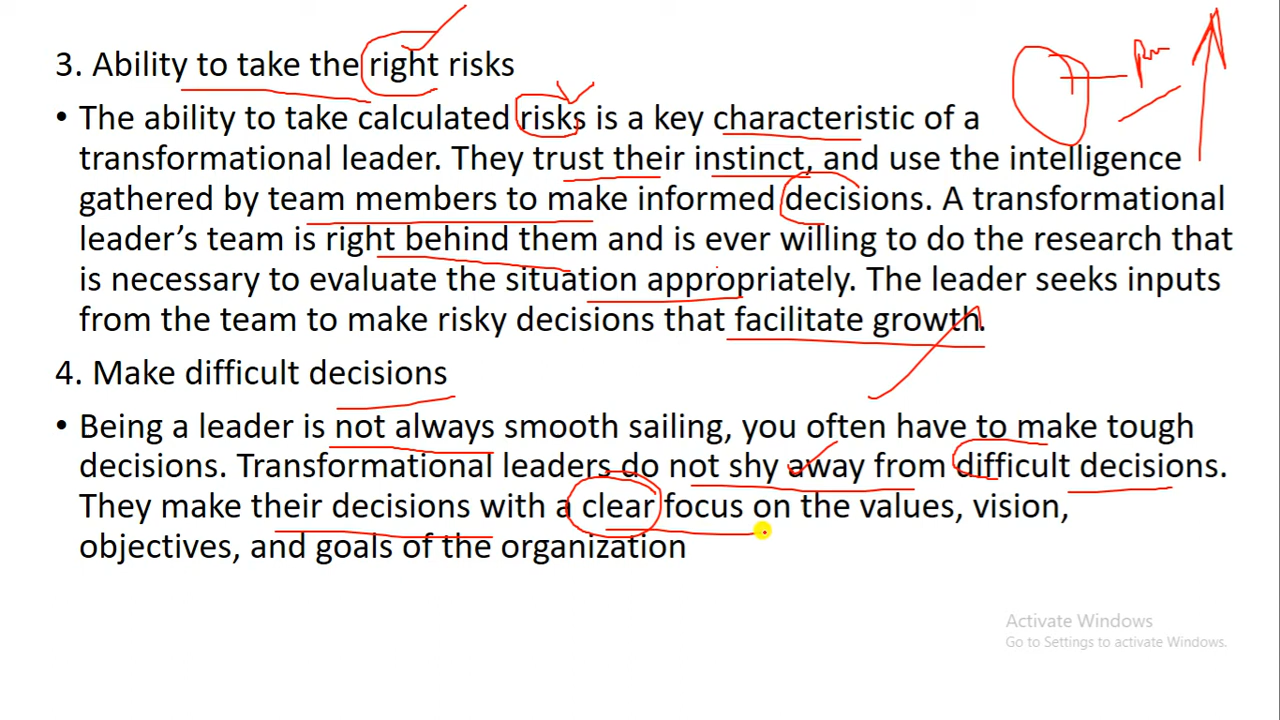 3. Ability to take the right risks
• The ability to take calculated risks is a key characteristic of a
transformational leader. They trust their instinct, and use the intelligence
gathered by team members to make informed decisions. A transformational
leader’s team is right behind them and is ever willing to do the research that
is necessary to evaluate the situation appropriately. The leader seeks inputs
from the team to make risky decisions that facilitate growth.
4. Make difficult decisions
• Being a leader is not always smooth sailing, you often have to make tough
decisions. Transformational leaders do not shy away from difficult decisions.
They make their decisions with a clear focus on the values, vision,
objectives, and goals of the organization
Activate Windows
Go to Settings to activate Windows.